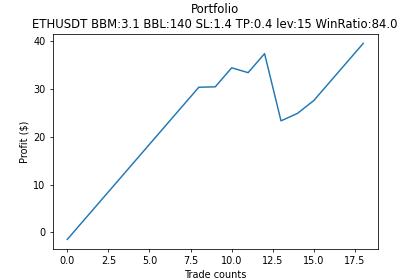 Portfolio
ETHUSDT BBM:3.1 BBL:140 SL:1.4 TP:0.4 lev:15 WinRatio:84.0
40
30
20
10
0
Profit ($)
0.0 2.5 5.0 7.5 10.0 12.5 15.0 17.5
Trade counts